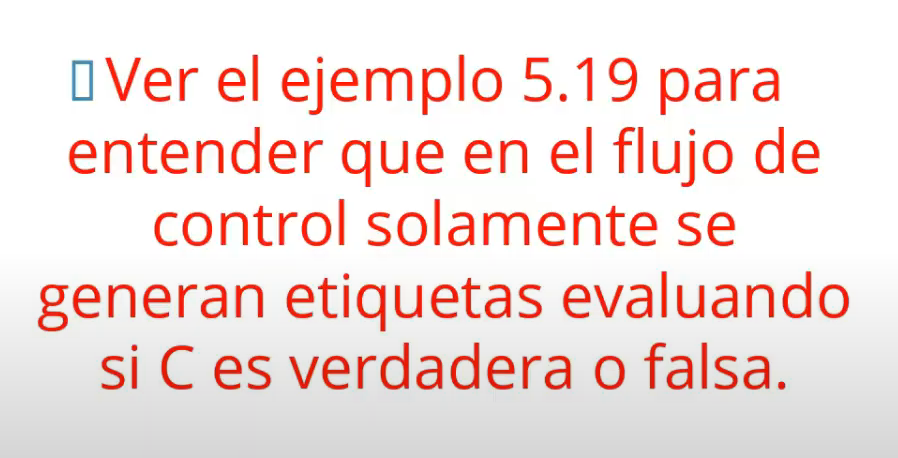 Ver el ejemplo 5.19 para
entender que en el flujo de
control solamente se
generan etiquetas evaluando
si C es verdadera o falsa.